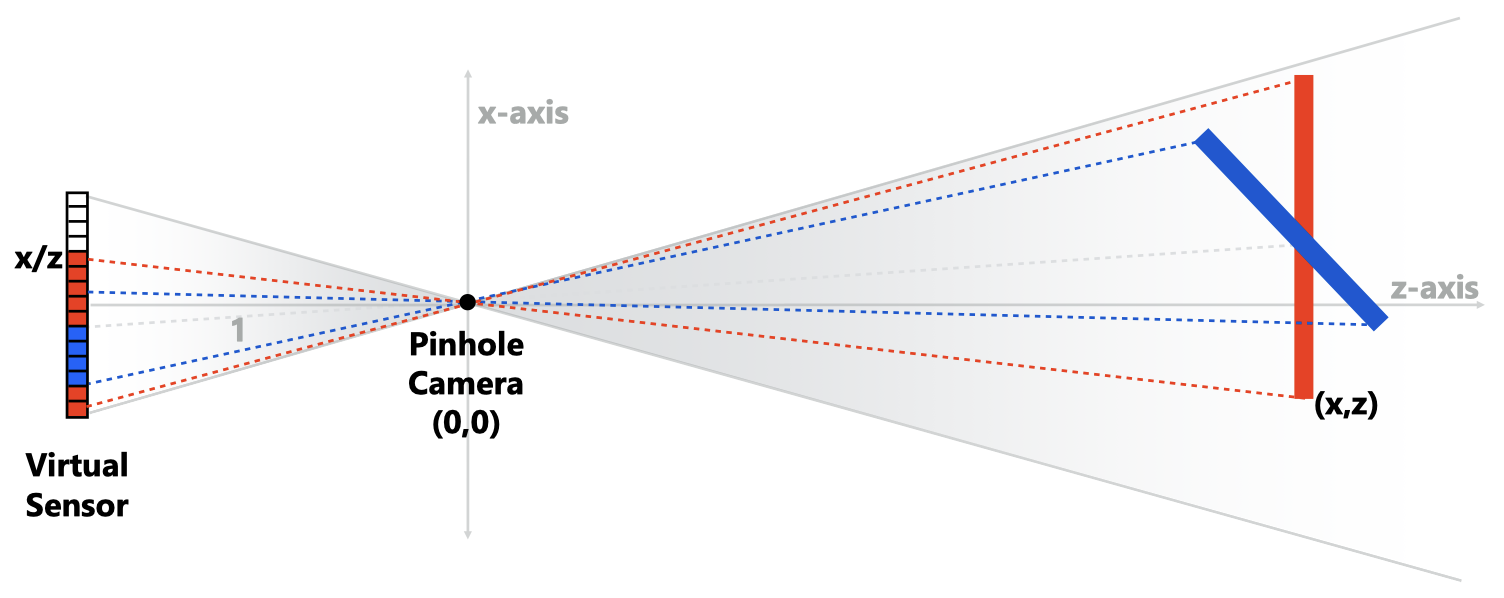 x-axis
x/z
z-axis
1
Pinhole
Camera
(0,0)
(x,z)
Virtual
Sensor